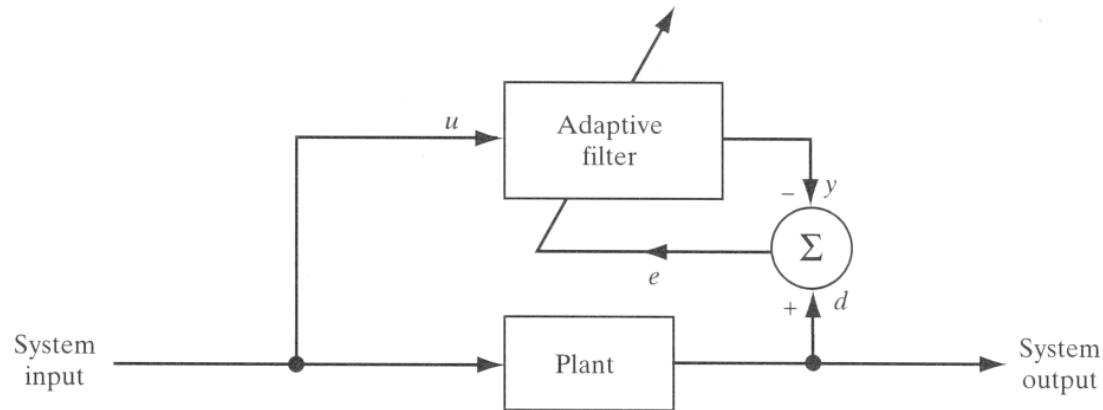 u
Adaptive
filter
− y
Σ
e
+ d
System
input
Plant
System
output